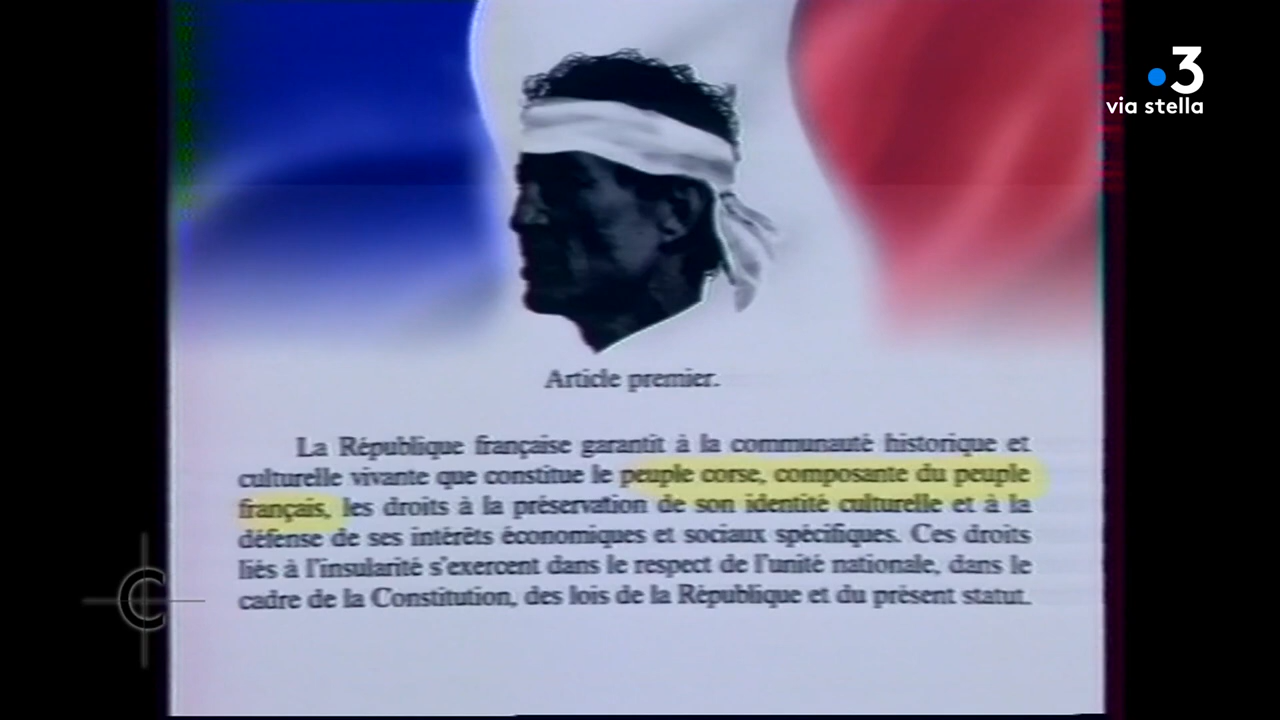 3
via stella
Article premier.
La République française garantit à la communauté historique et
culturelle vivante que constitue le peuple corse, composante du peuple
français, les droits à la préservation de son identité culturelle et à la
défense de ses intérêts économiques et sociaux spécifiques. Ces droits
liés à l'insularité s'exercent dans le respect de l'unité nationale, dans le
cadre de la Constitution, des lois de la République et du présent statut.
C